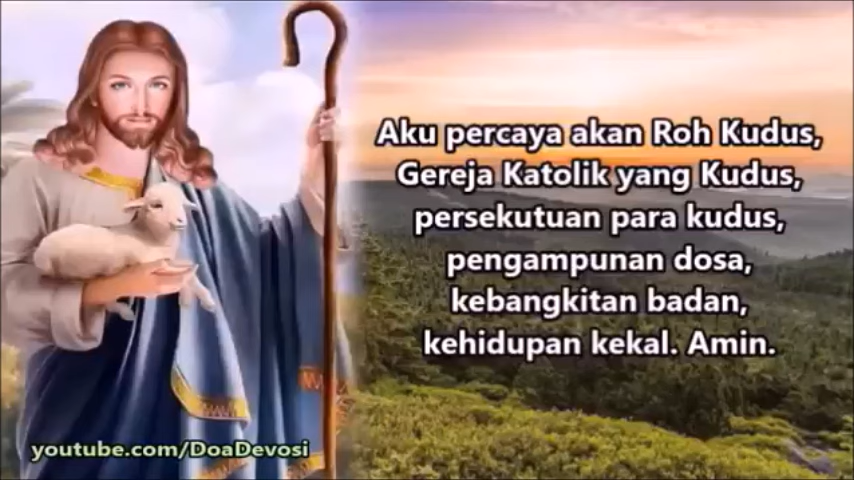 Aku percaya akan Roh Kudus,
Gereja Katolik yang Kudus,
persekutuan para kudus,
pengampunan dosa,
kebangkitan badan,
kehidupan kekal. Amin.
youtube.com/DoaDevosi